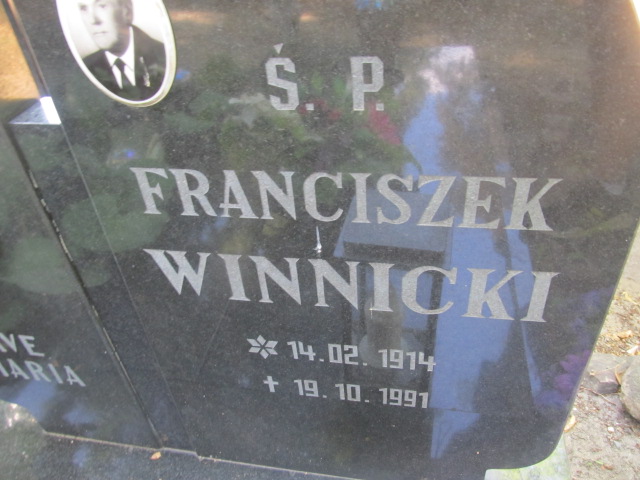 Ś. P.
FRANCISZEK
WINNICKI
14.02.1914
✝ 19.10.1991
AVE
MARIA